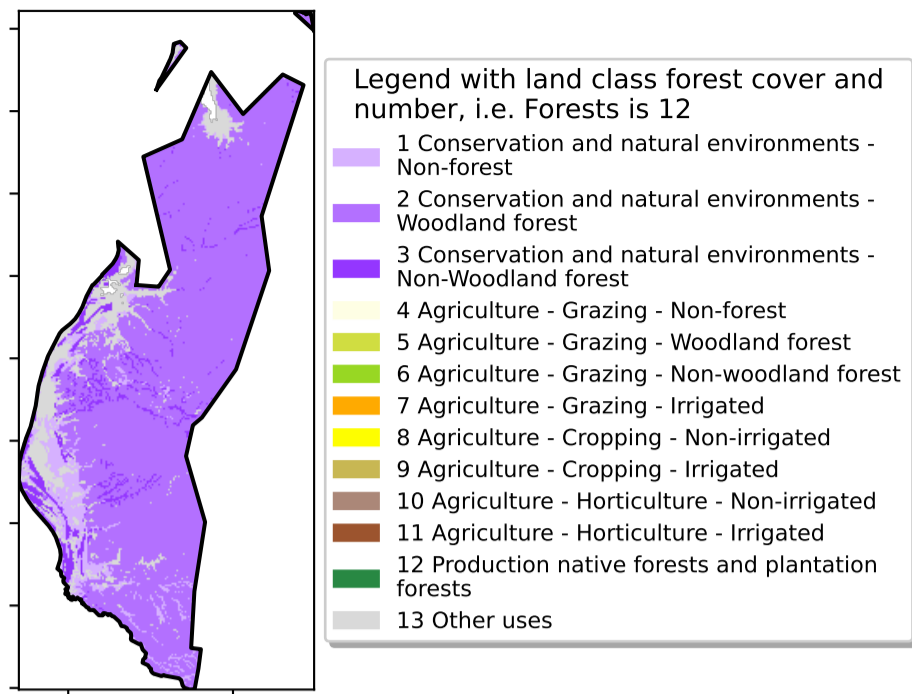 Legend with land class forest cover and
number, i.e. Forests is 12
1 Conservation and natural environments -
Non-forest
2 Conservation and natural environments -
Woodland forest
3 Conservation and natural environments -
Non-Woodland forest
4 Agriculture - Grazing - Non-forest
5 Agriculture - Grazing - Woodland forest
6 Agriculture - Grazing - Non-woodland forest
7 Agriculture - Grazing - Irrigated
8 Agriculture - Cropping - Non-irrigated
9 Agriculture - Cropping - Irrigated
10 Agriculture - Horticulture - Non-irrigated
11 Agriculture - Horticulture - Irrigated
12 Production native forests and plantation
forests
13 Other uses